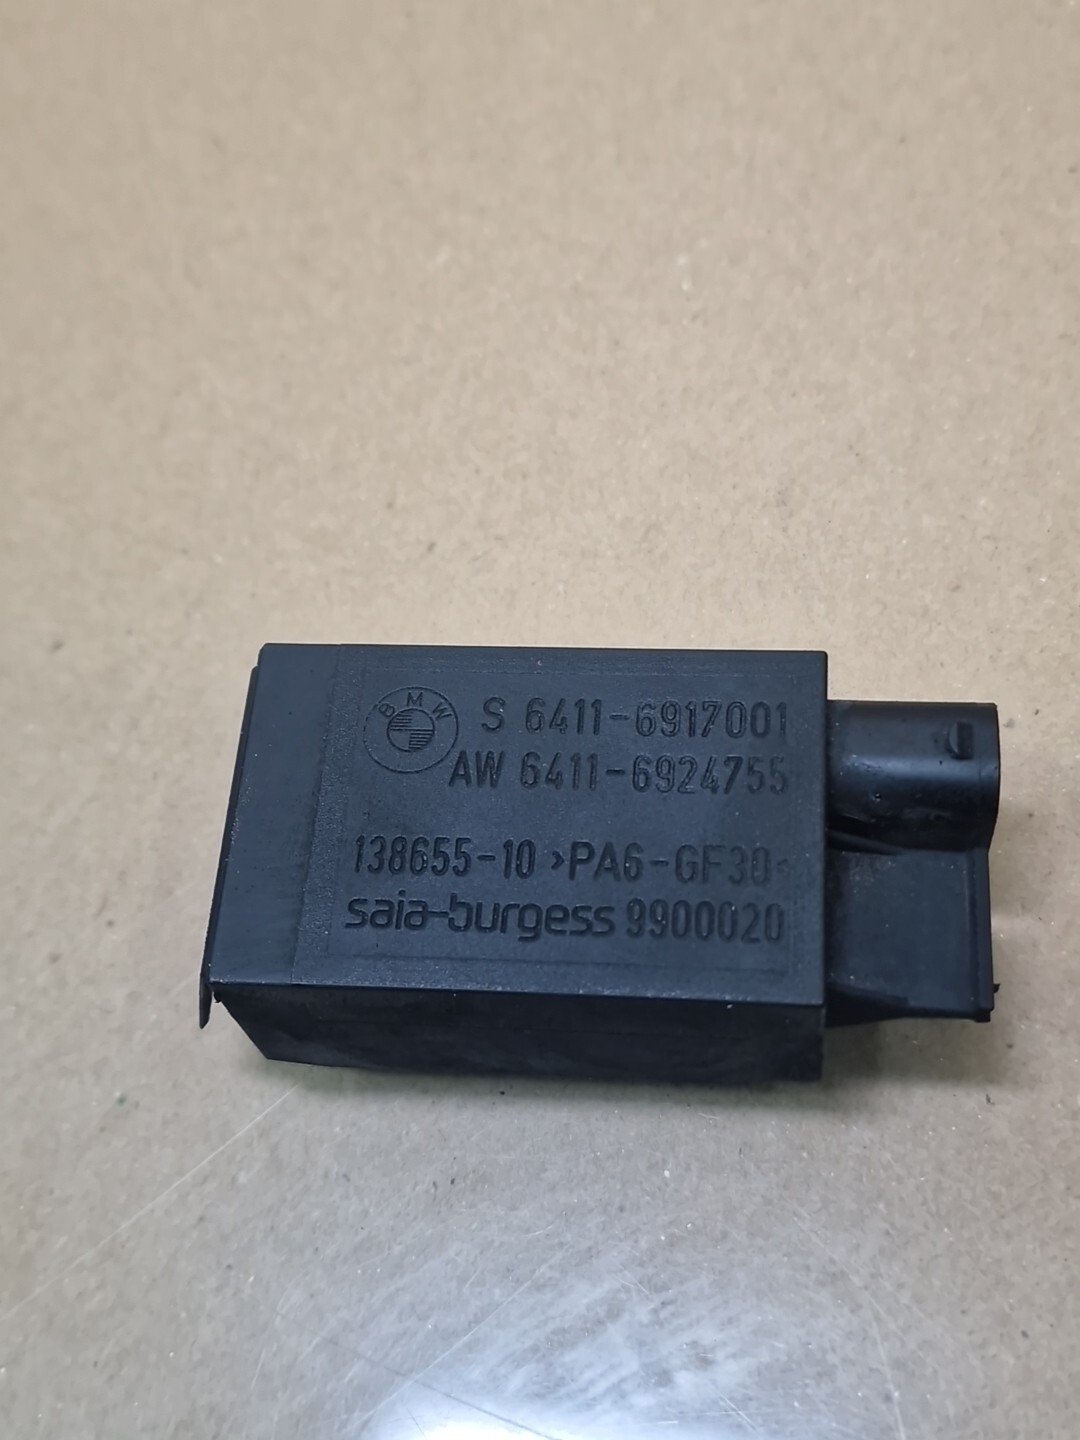 BMW
S 6411-6917001
AW 6411-6924755
138655-10 >PA6-GF30<
saia-burgess 9900020